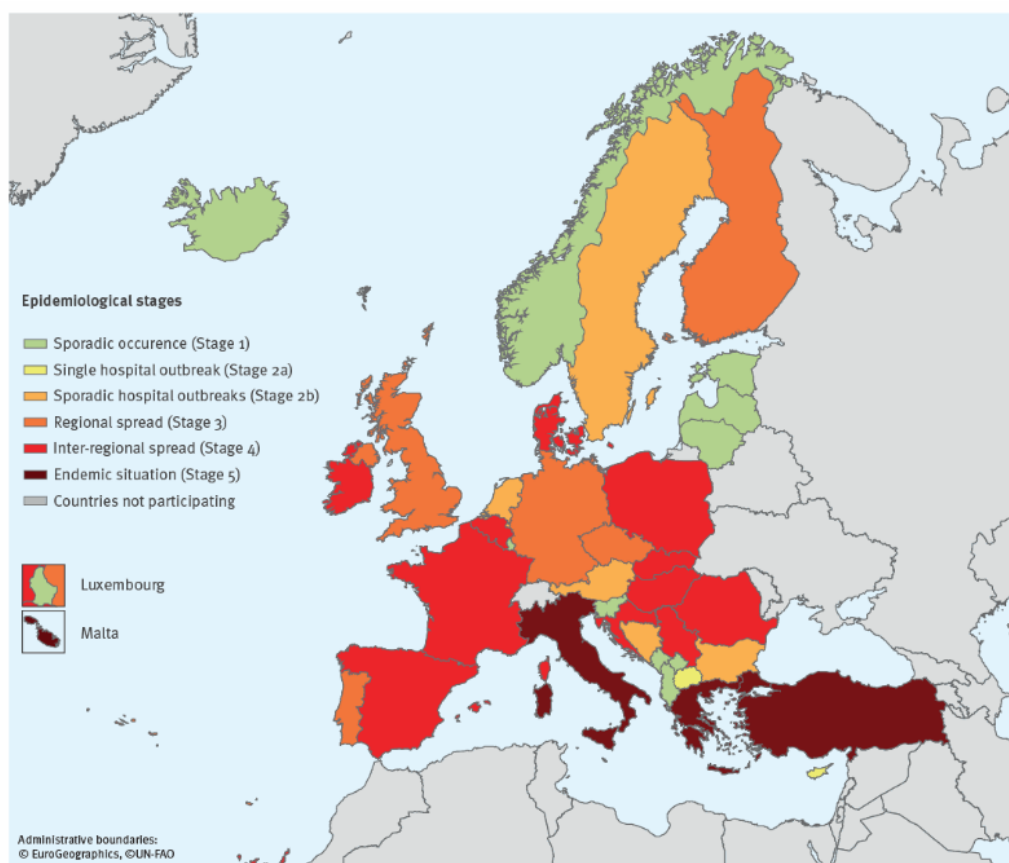 Epidemiological stages
Sporadic occurence (Stage 1)
Single hospital outbreak (Stage 2a)
Sporadic hospital outbreaks (Stage 2b)
Regional spread (Stage 3)
Inter-regional spread (Stage 4)
Endemic situation (Stage 5)
Countries not participating
Luxembourg
Malta
Administrative boundaries:
© EuroGeographics, ©UN-FAO